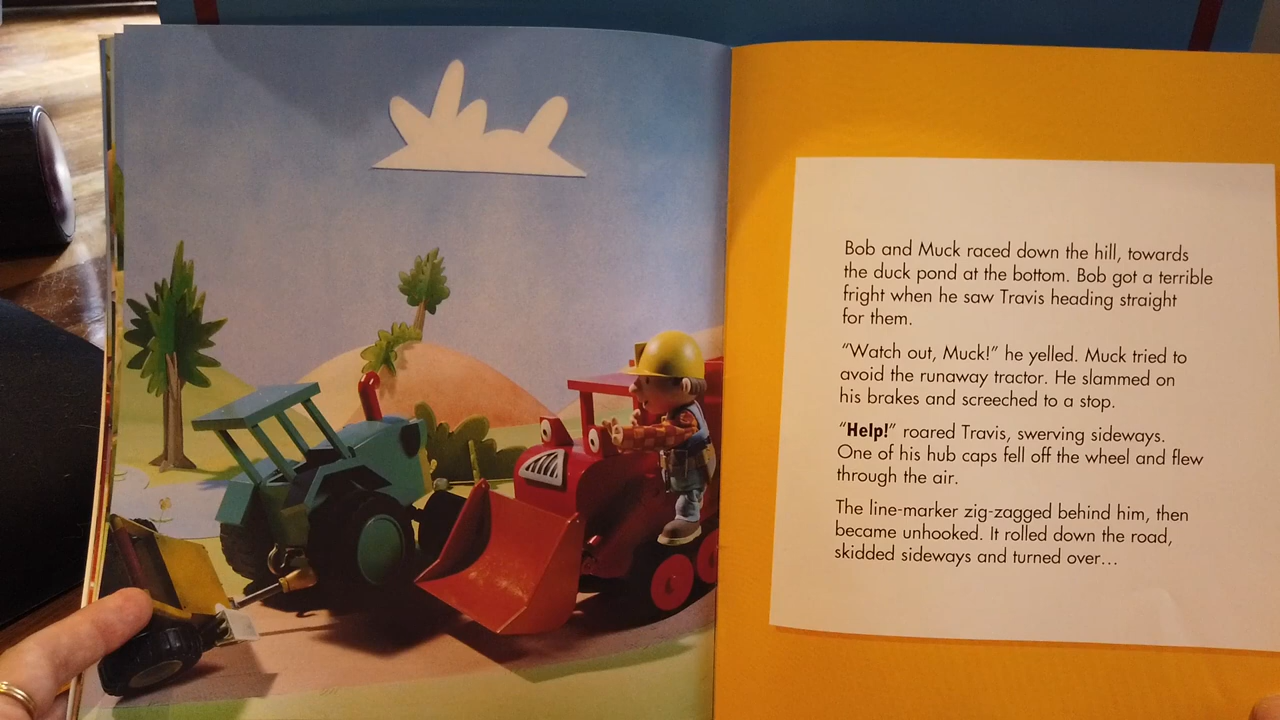 Bob and Muck raced down the hill, towards
the duck pond at the bottom. Bob got a terrible
fright when he saw Travis heading straight
for them.
“Watch out, Muck!” he yelled. Muck tried to
avoid the runaway tractor. He slammed on
his brakes and screeched to a stop.
“Help!” roared Travis, swerving sideways.
One of his hub caps fell off the wheel and flew
through the air.
The line-marker zig-zagged behind him, then
became unhooked. It rolled down the road,
skidded sideways and turned over...